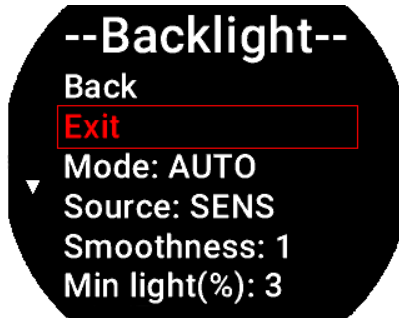 --Backlight--
Back
Exit
Mode: AUTO
Source: SENS
Smoothness: 1
Min light(%): 3